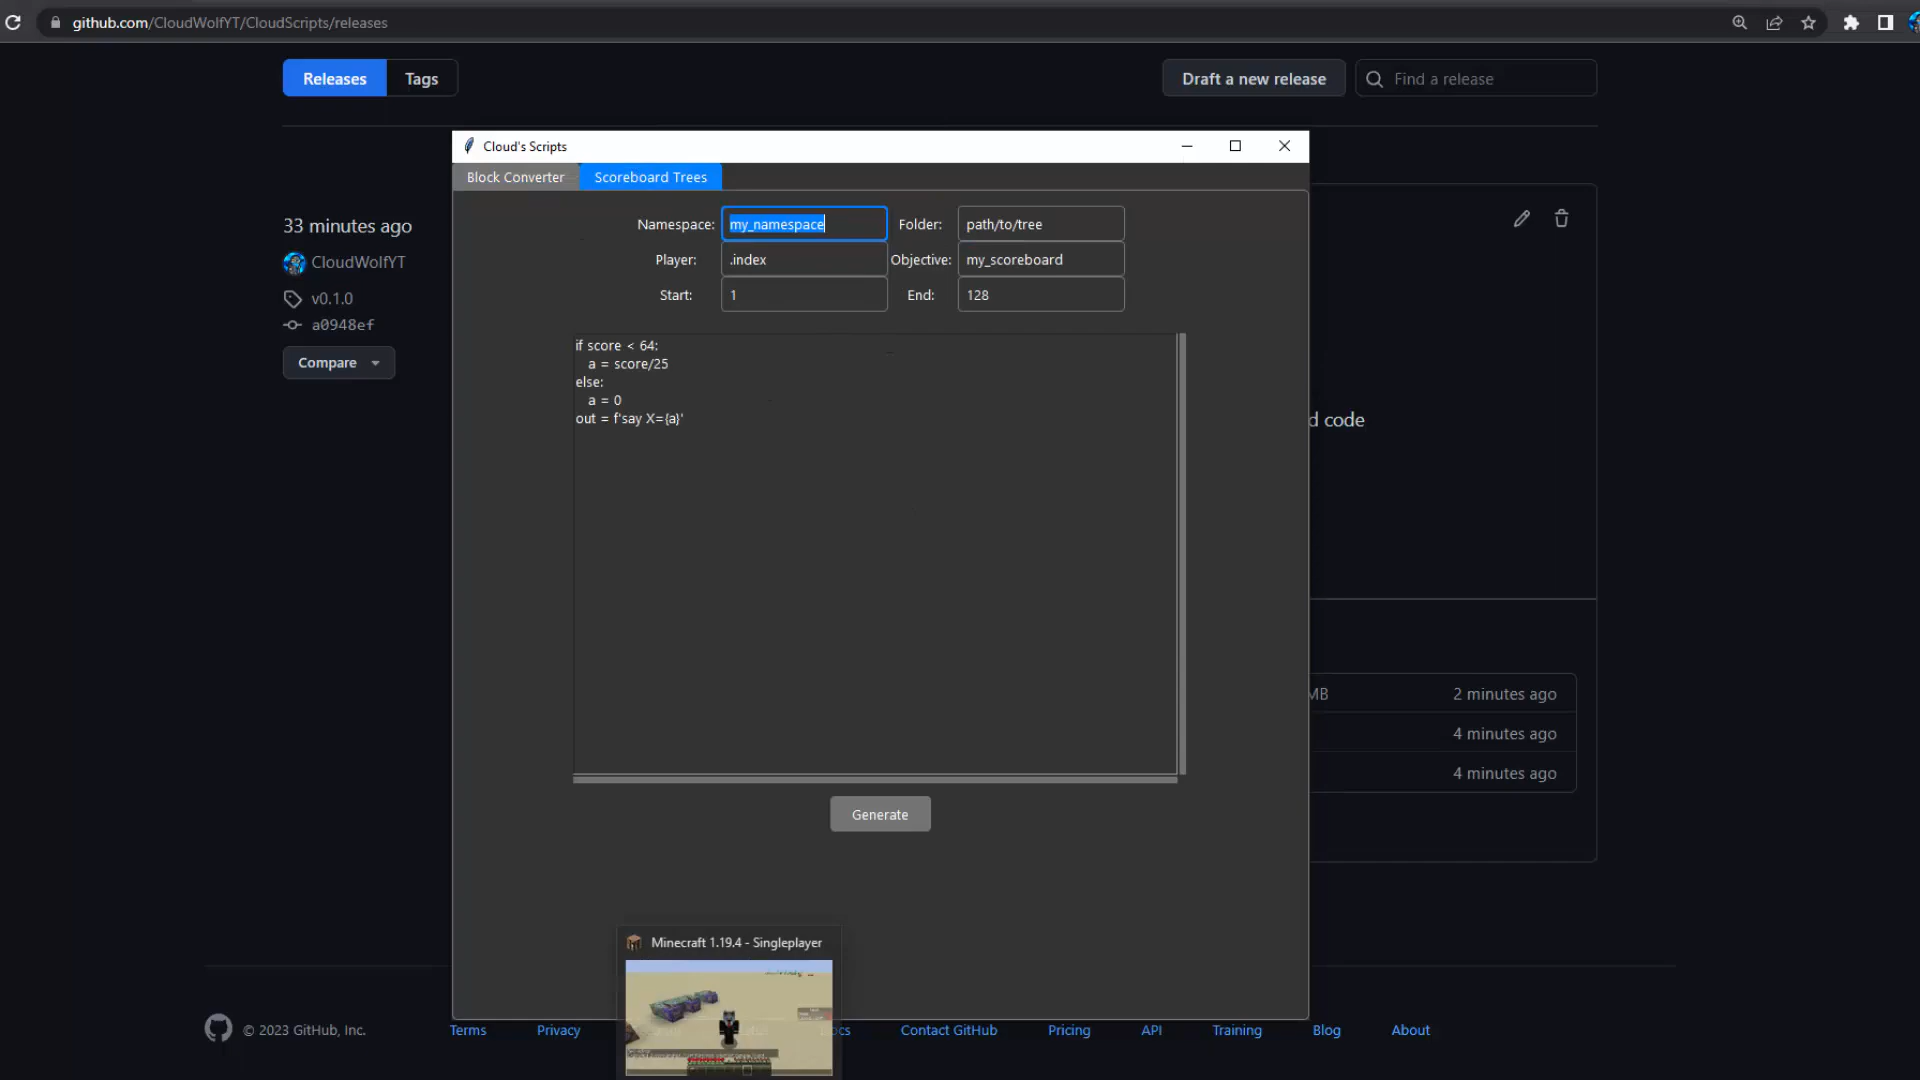 github.com/CloudWolfYT/CloudScripts/releases
Releases
Tags
Draft a new release
Find a release
Cloud's Scripts
Block Converter
Scoreboard Trees
33 minutes ago
CloudWolfYT
v0.1.0
a0948ef
Compare
Namespace: my_namespace Folder: path/to/tree
Player: .index Objective: my_scoreboard
Start: 1 End: 128
if score < 64:
a = score/25
else:
a = 0
out = f'say X={a}'
d code
MB 2 minutes ago
4 minutes ago
4 minutes ago
Generate
Minecraft 1.19.4 - Singleplayer
© 2023 GitHub, Inc.
Terms
Privacy
ocs
Contact GitHub
Pricing
API
Training
Blog
About